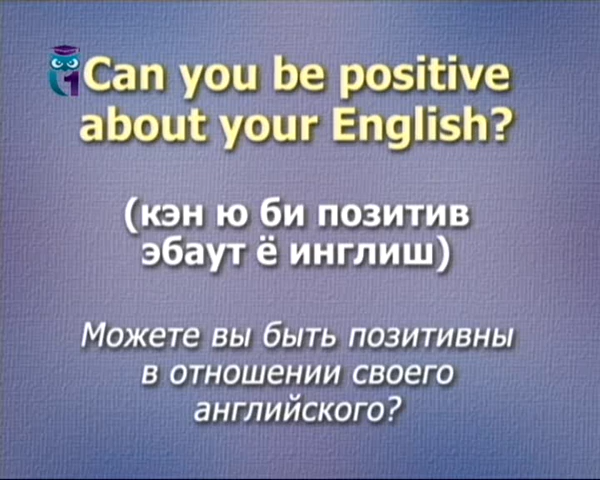 1
Can you be positive
about your English?
(кэн ю би позитив
эбаут ё инглиш)
Можете вы быть позитивны
в отношении своего
английского?